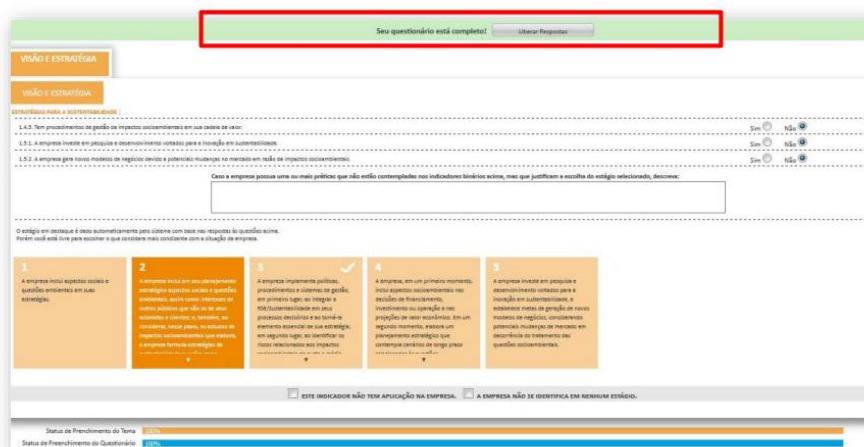 Seu questionário está completo! Liberar Respostas
VISÃO E ESTRATÉGIA
VISÃO E ESTRATÉGIA
ESTRATÉGIAS PARA A SUSTENTABILIDADE |
1.4.5. Tem procedimentos de gestão de impactos socioambientais em sua cadeia de valor: Sim Não
1.5.1. A empresa investe em pesquisa e desenvolvimento voltados para a inovação em sustentabilidade. Sim Não
1.5.2. A empresa gera novos modelos de negócios devido a potenciais mudanças no mercado em razão de impactos socioambientais. Sim Não
Caso a empresa possua uma ou mais práticas que não estão contempladas nos indicadores binários acima, mas que justificam a escolha do estágio selecionado, descreva:
O estágio em destaque é dado automaticamente pelo sistema com base nas respostas às questões acima.
Porém você está livre para escolher o que considera mais condizente com a situação da empresa.
1
A empresa inclui aspectos sociais e
questões ambientais em suas
estratégias.
2
A empresa inclui em seu planejamento
estratégico aspectos sociais e questões
ambientais, assim como interesses de
outros públicos que não os de seus
acionistas e clientes; e, também, ao
considerar, nesse plano, os estudos de
impactos socioambientais que realiza,
a empresa formula estratégias de
3
A empresa implementa políticas,
procedimentos e sistemas de gestão,
em primeiro lugar, ao integrar a
RSE/Sustentabilidade em seus
processos decisórios e ao torná-la
elemento essencial de sua estratégia;
em segundo lugar, ao identificar os
riscos relacionados aos impactos
4
A empresa, em um primeiro momento,
inclui aspectos socioambientais nas
decisões de financiamento,
investimento ou operação e nas
projeções de valor econômico. Em um
segundo momento, elabora um
planejamento estratégico que
contempla cenários de longo prazo
5
A empresa investe em pesquisa e
desenvolvimento voltados para a
inovação em sustentabilidade, e
estabelece metas de geração de novos
modelos de negócios, considerando
potenciais mudanças de mercado em
decorrência do tratamento das
questões socioambientais.
ESTE INDICADOR NÃO TEM APLICAÇÃO NA EMPRESA. A EMPRESA NÃO SE IDENTIFICA EM NENHUM ESTÁGIO.
Status de Prenchimento do Tema 100%
Status de Preenchimento do Questionário 100%